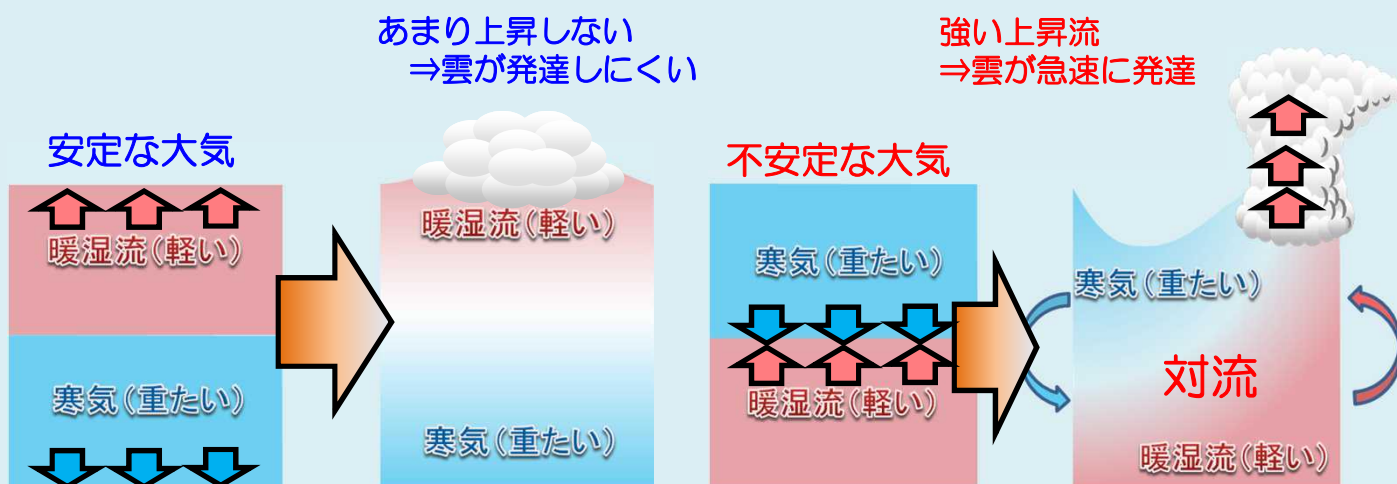 あまり上昇しない
⇒雲が発達しにくい
強い上昇流
⇒雲が急速に発達
安定な大気
暖湿流(軽い)
寒気(重たい)
暖湿流(軽い)
寒気(重たい)
不安定な大気
寒気(重たい)
暖湿流(軽い)
寒気(重たい)
対流
暖湿流(軽い)